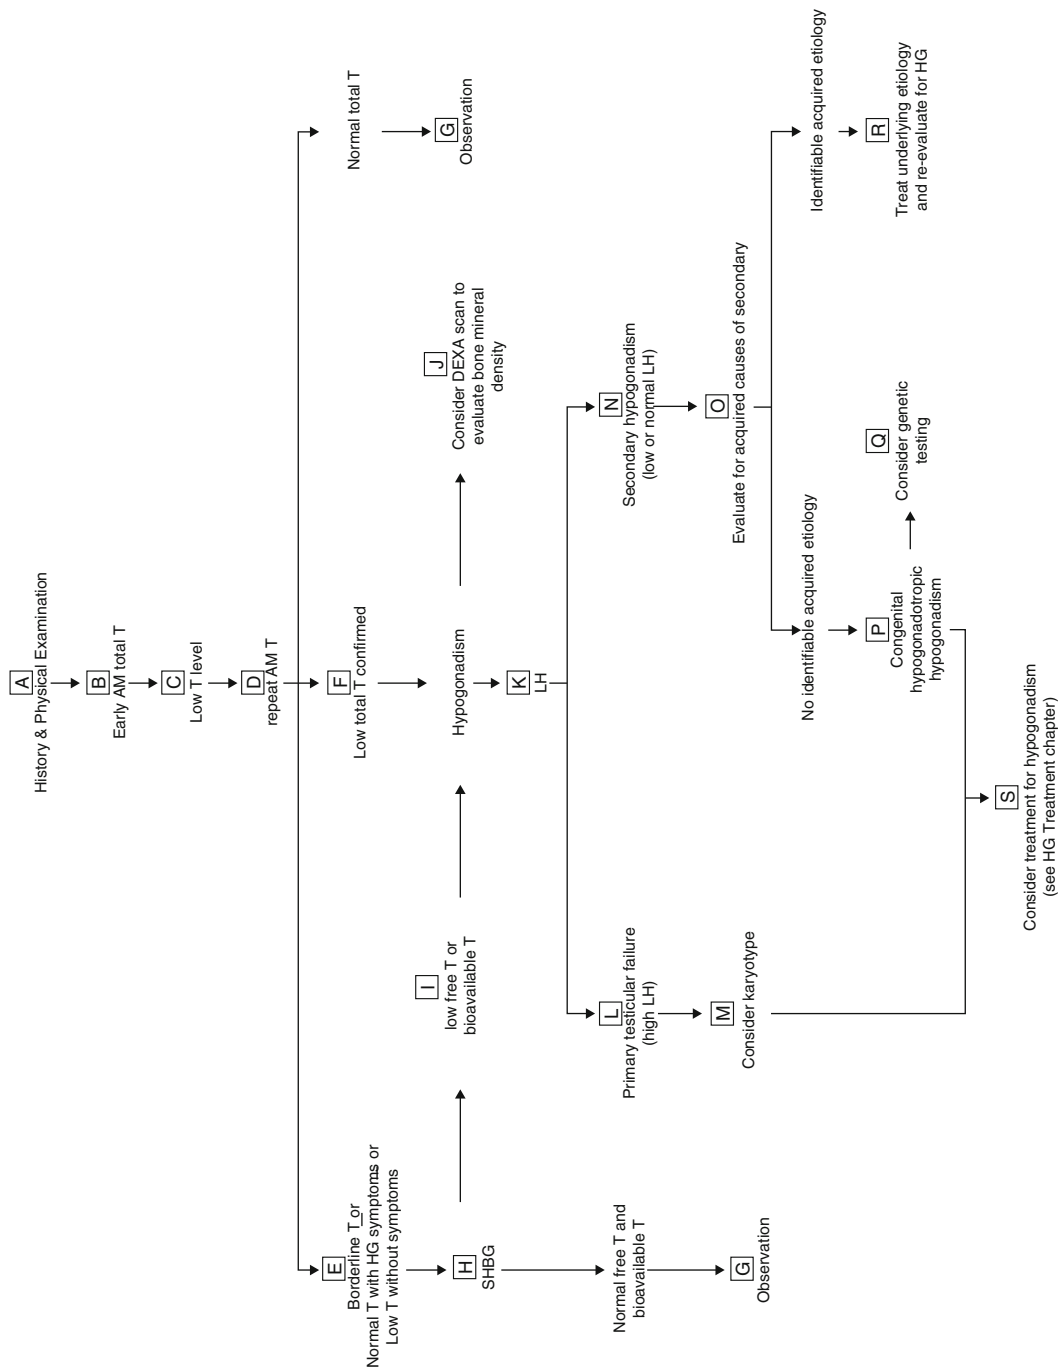 A
History & Physical Examination
B
Early AM total T
C
Low T level
D
repeat AM T
E
Borderline T or
Normal T with HG symptoms or
Low T without symptoms
F
Low total T confirmed
Normal total T
G
Observation
H
SHBG
I
low free T or
bioavailable T
Hypogonadism
J
Consider DEXA scan to
evaluate bone mineral
density
K
LH
Normal free T and
bioavailable T
G
Observation
L
Primary testicular failure
(high LH)
M
Consider karyotype
N
Secondary hypogonadism
(low or normal LH)
O
Evaluate for acquired causes of secondary
No identifiable acquired etiology
Identifiable acquired etiology
P
Congenital
hypogonadotropic
hypogonadism
Q
Consider genetic
testing
R
Treat underlying etiology
and re-evaluate for HG
S
Consider treatment for hypogonadism
(see HG Treatment chapter)